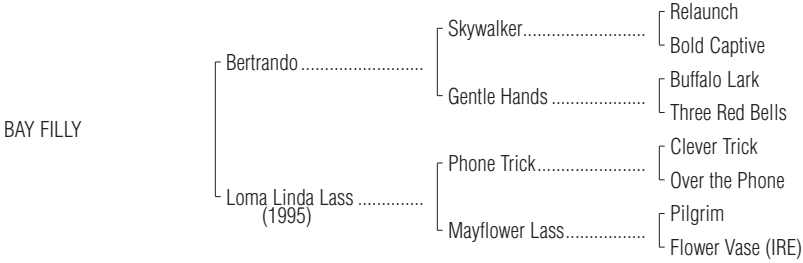 Relaunch
Skywalker..........................
Bold Captive
Bertrando ..........................
Buffalo Lark
Gentle Hands ....................
Three Red Bells
BAY FILLY
Clever Trick
Phone Trick.......................
Over the Phone
Loma Linda Lass ..............
(1995)
Pilgrim
Mayflower Lass.................
Flower Vase (IRE)